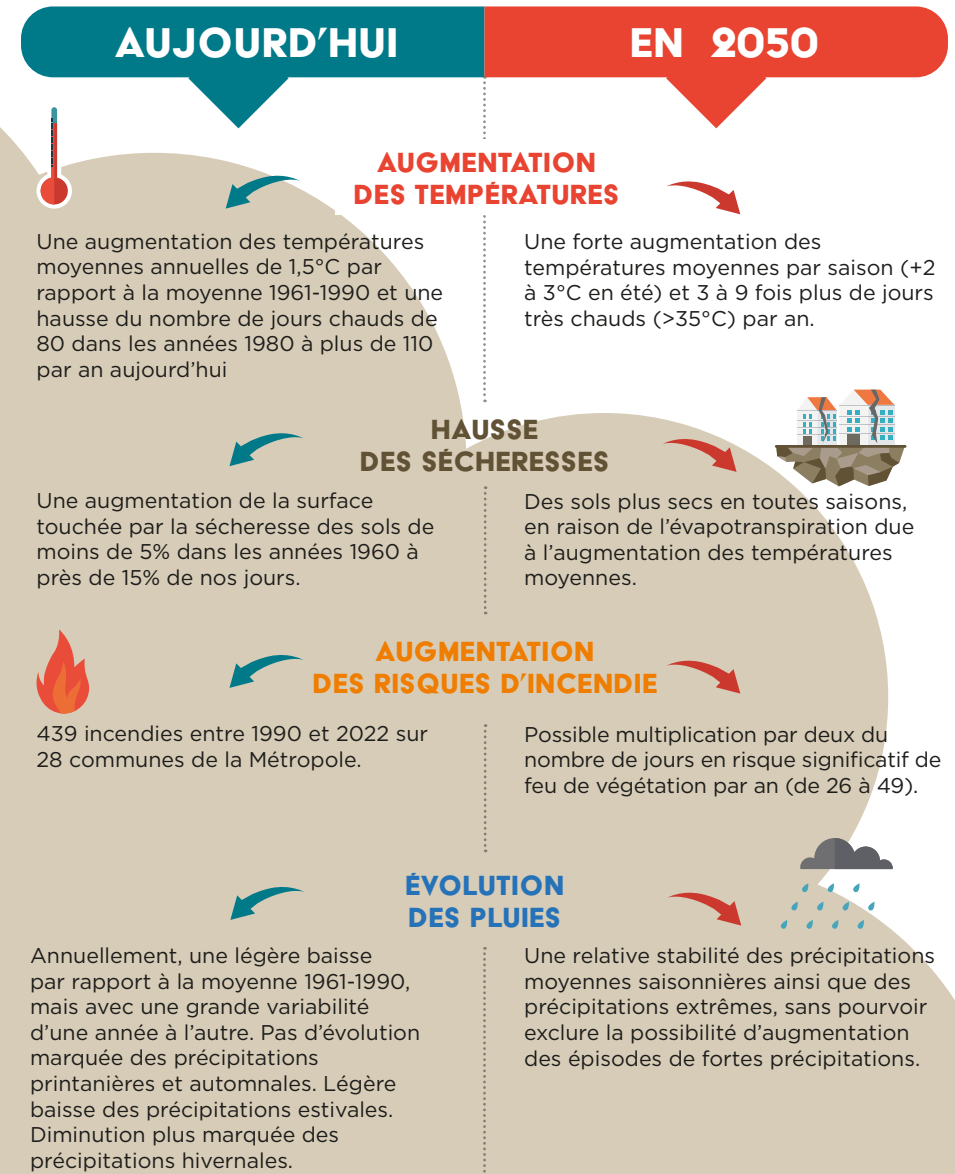 AUJOURD'HUI
EN 2050
AUGMENTATION
DES TEMPÉRATURES
Une augmentation des températures
moyennes annuelles de 1,5°C par
rapport à la moyenne 1961-1990 et une
hausse du nombre de jours chauds de
80 dans les années 1980 à plus de 110
par an aujourd'hui
Une forte augmentation des
températures moyennes par saison (+2
à 3°C en été) et 3 à 9 fois plus de jours
très chauds (>35°C) par an.
HAUSSE
DES SÉCHERESSES
Une augmentation de la surface
touchée par la sécheresse des sols de
moins de 5% dans les années 1960 à
près de 15% de nos jours.
Des sols plus secs en toutes saisons,
en raison de l'évapotranspiration due
à l'augmentation des températures
moyennes.
AUGMENTATION
DES RISQUES D'INCENDIE
439 incendies entre 1990 et 2022 sur
28 communes de la Métropole.
Possible multiplication par deux du
nombre de jours en risque significatif de
feu de végétation par an (de 26 à 49).
ÉVOLUTION
DES PLUIES
Annuellement, une légère baisse
par rapport à la moyenne 1961-1990,
mais avec une grande variabilité
d'une année à l'autre. Pas d'évolution
marquée des précipitations
printanières et automnales. Légère
baisse des précipitations estivales.
Diminution plus marquée des
précipitations hivernales.
Une relative stabilité des précipitations
moyennes saisonnières ainsi que des
précipitations extrêmes, sans pourvoir
exclure la possibilité d'augmentation
des épisodes de fortes précipitations.